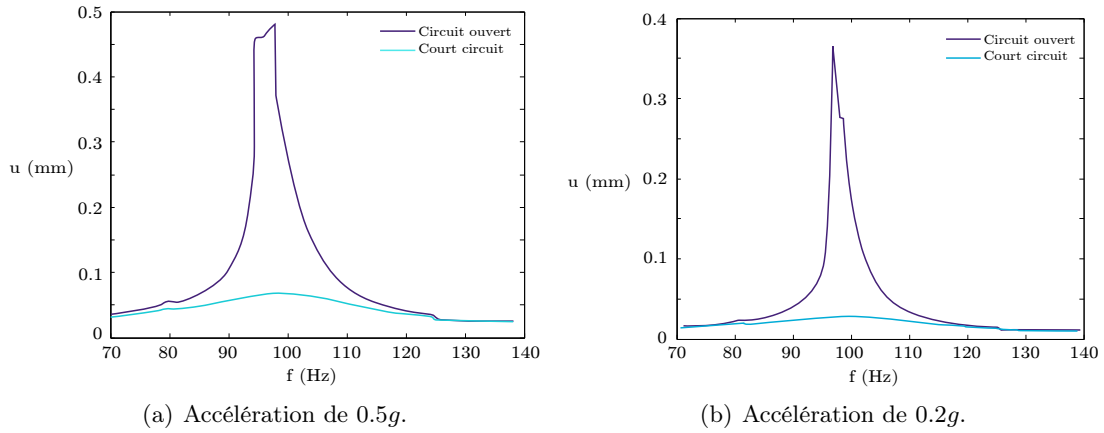 0.5
0.4
0.3
0.2
0.1
0
u (mm)
70 80 90 100 110 120 130 140
f (Hz)
Circuit ouvert
Court circuit
(a) Accélération de 0.5g.
0.4
0.3
0.2
0.1
0
u (mm)
70 80 90 100 110 120 130 140
f (Hz)
Circuit ouvert
Court circuit
(b) Accélération de 0.2g.